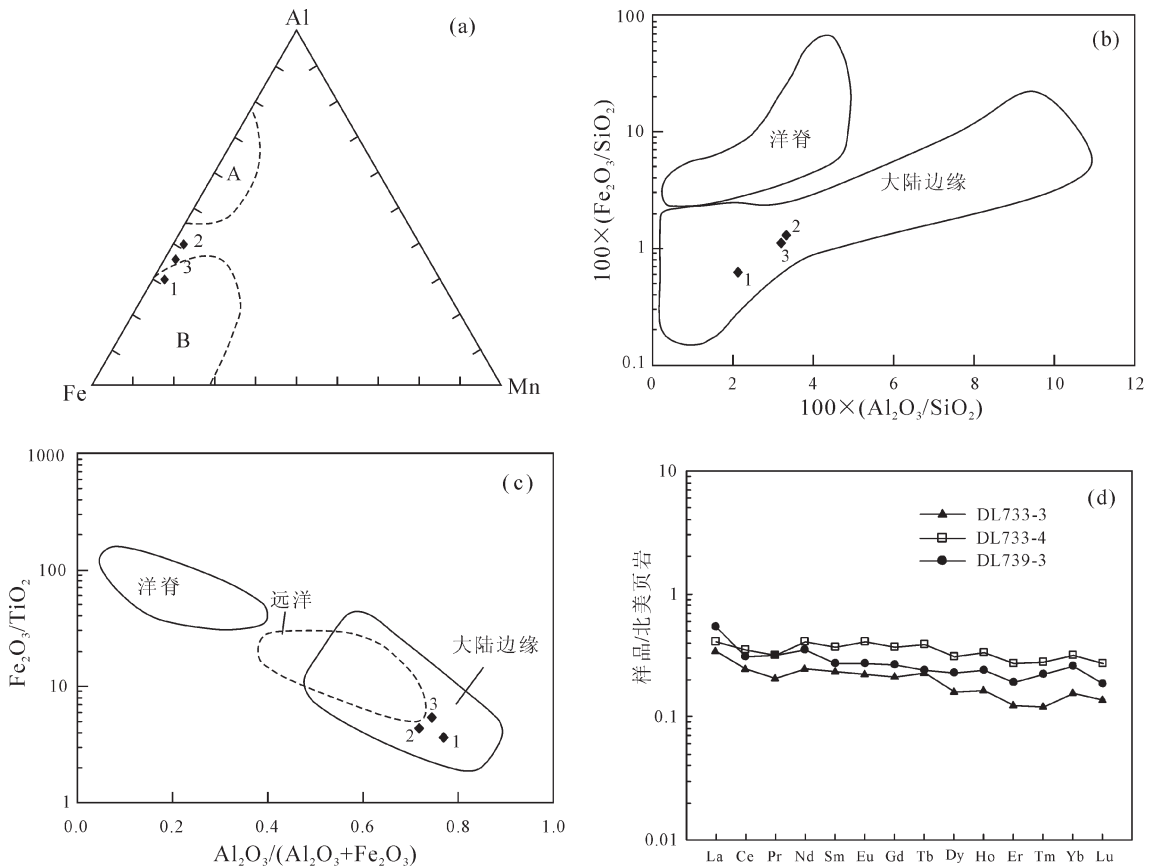 Al
(a)
A
2
3
1
B
Fe
Mn
100
(b)
10
洋脊
大陆边缘
100×(Fe₂O₃/SiO₂)
2
3
1
1
0.1
0
2
4
6
8
10
12
100×(Al₂O₃/SiO₂)
1000
(c)
100
洋脊
远洋
大陆边缘
Fe₂O₃/TiO₂
10
3
2
1
1
0.0
0.2
0.4
0.6
0.8
1.0
Al₂O₃/(Al₂O₃+Fe₂O₃)
10
(d)
DL733-3
DL733-4
DL739-3
1
样品/北美页岩
0.1
0.01
La Ce Pr Nd Sm Eu Gd Tb Dy Ho Er Tm Yb Lu